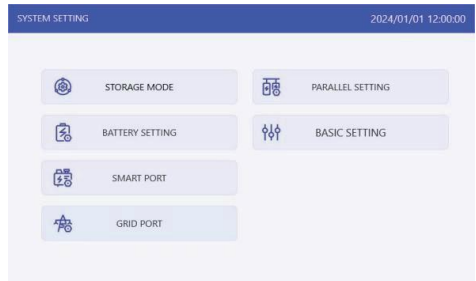 SYSTEM SETTING
2024/01/01 12:00:00
STORAGE MODE
PARALLEL SETTING
BATTERY SETTING
BASIC SETTING
SMART PORT
GRID PORT